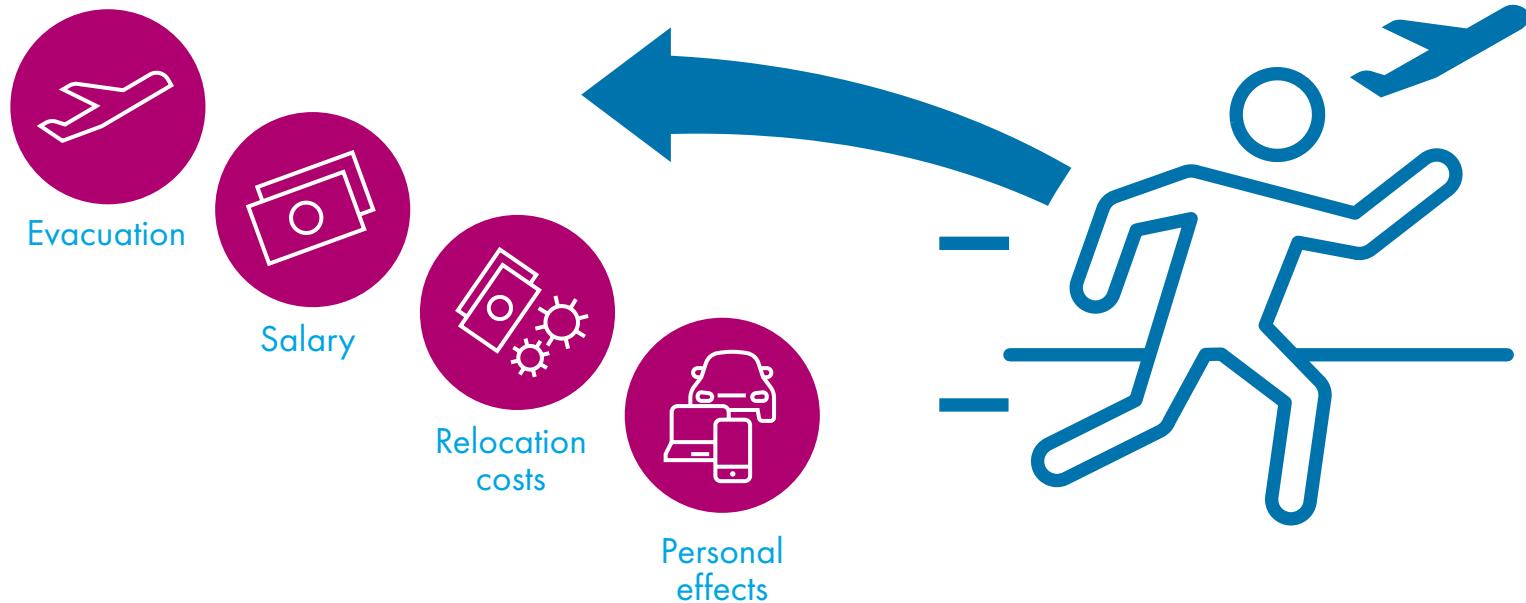 Evacuation
Salary
Relocation
costs
Personal
effects